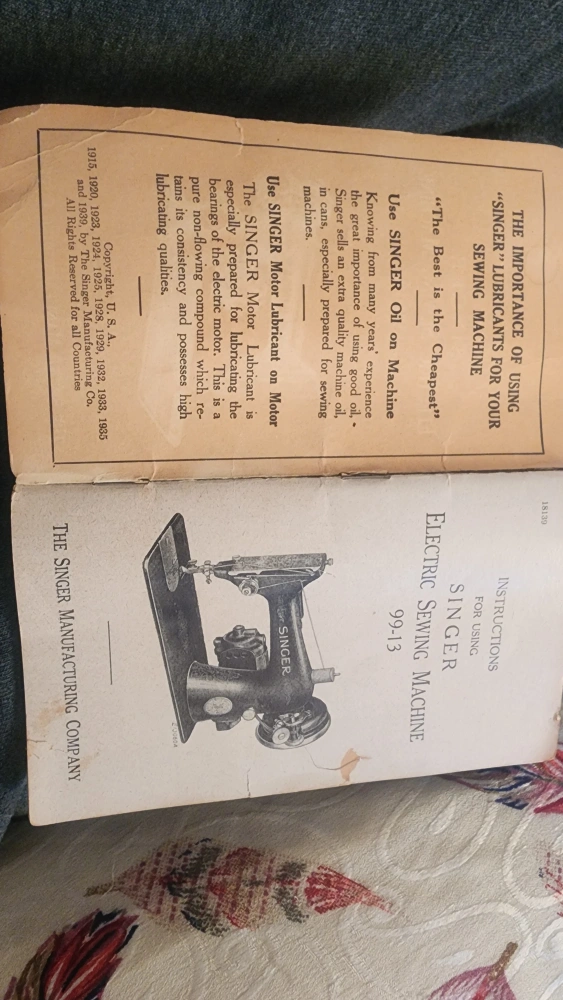 THE IMPORTANCE OF USING
"SINGER" LUBRICANTS FOR YOUR
SEWING MACHINE
"The Best is the Cheapest"
Use SINGER Oil on Machine
Knowing from many years' experience
the great importance of using good oil,
Singer sells an extra quality machine oil,
in cans, especially prepared for sewing
machines.
Use SINGER Motor Lubricant on Motor
The SINGER Motor Lubricant is
especially prepared for lubricating the
bearings of the electric motor. This is a
pure non-flowing compound which re-
tains its consistency and possesses high
lubricating qualities.
Copyright, U. S. A.,
1915, 1920, 1923, 1924, 1925, 1928, 1929, 1932, 1933, 1935
and 1939, by The Singer Manufacturing Co.
All Rights Reserved for all Countries
18139
INSTRUCTIONS
FOR USING
SINGER
ELECTRIC SEWING MACHINE
99-13
SINGER
THE SINGER MANUFACTURING COMPANY